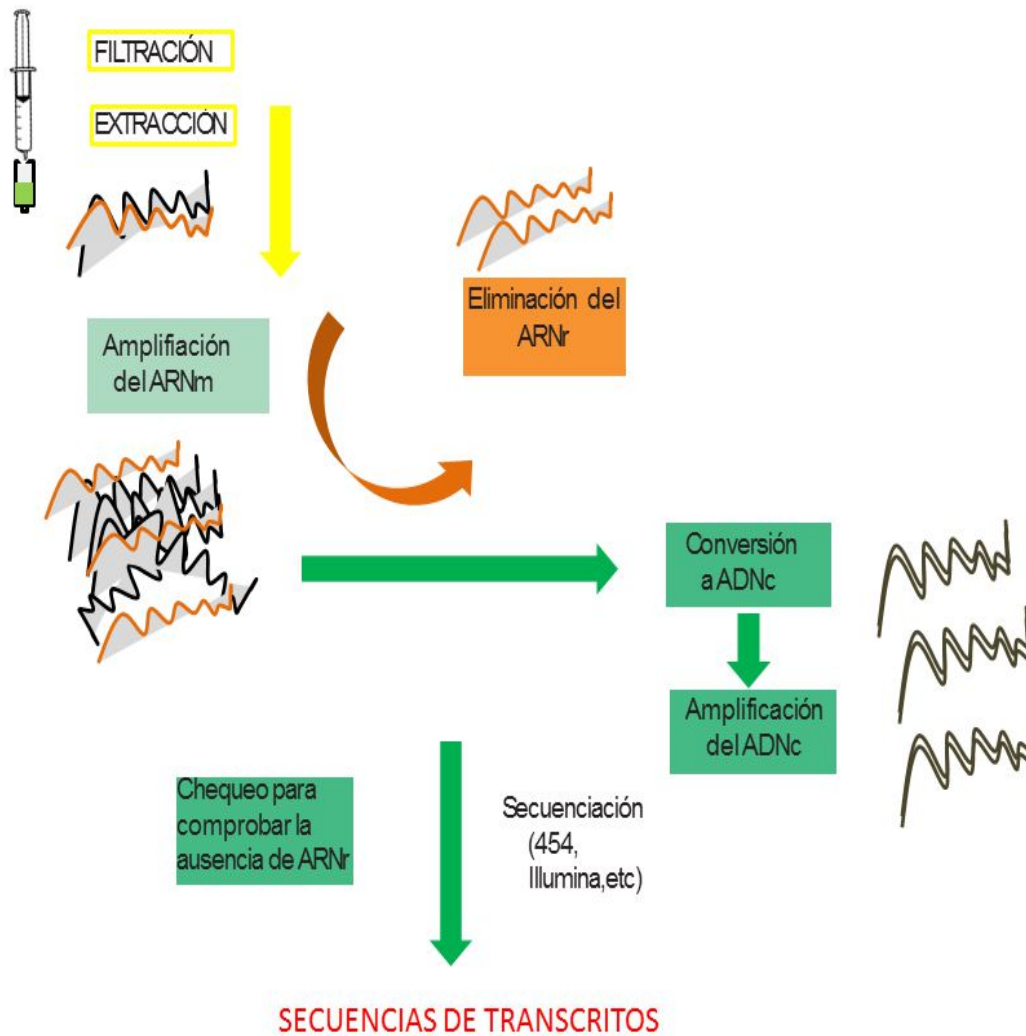 FILTRACIÓN
EXTRACCIÓN
Eliminación del
ARNr
Amplifiación
del ARNm
Conversión
a ADNc
Amplificación
del ADNc
Chequeo para
comprobar la
ausencia de ARNr
Secuenciación
(454,
Illumina,etc)
SECUENCIAS DE TRANSCRITOS